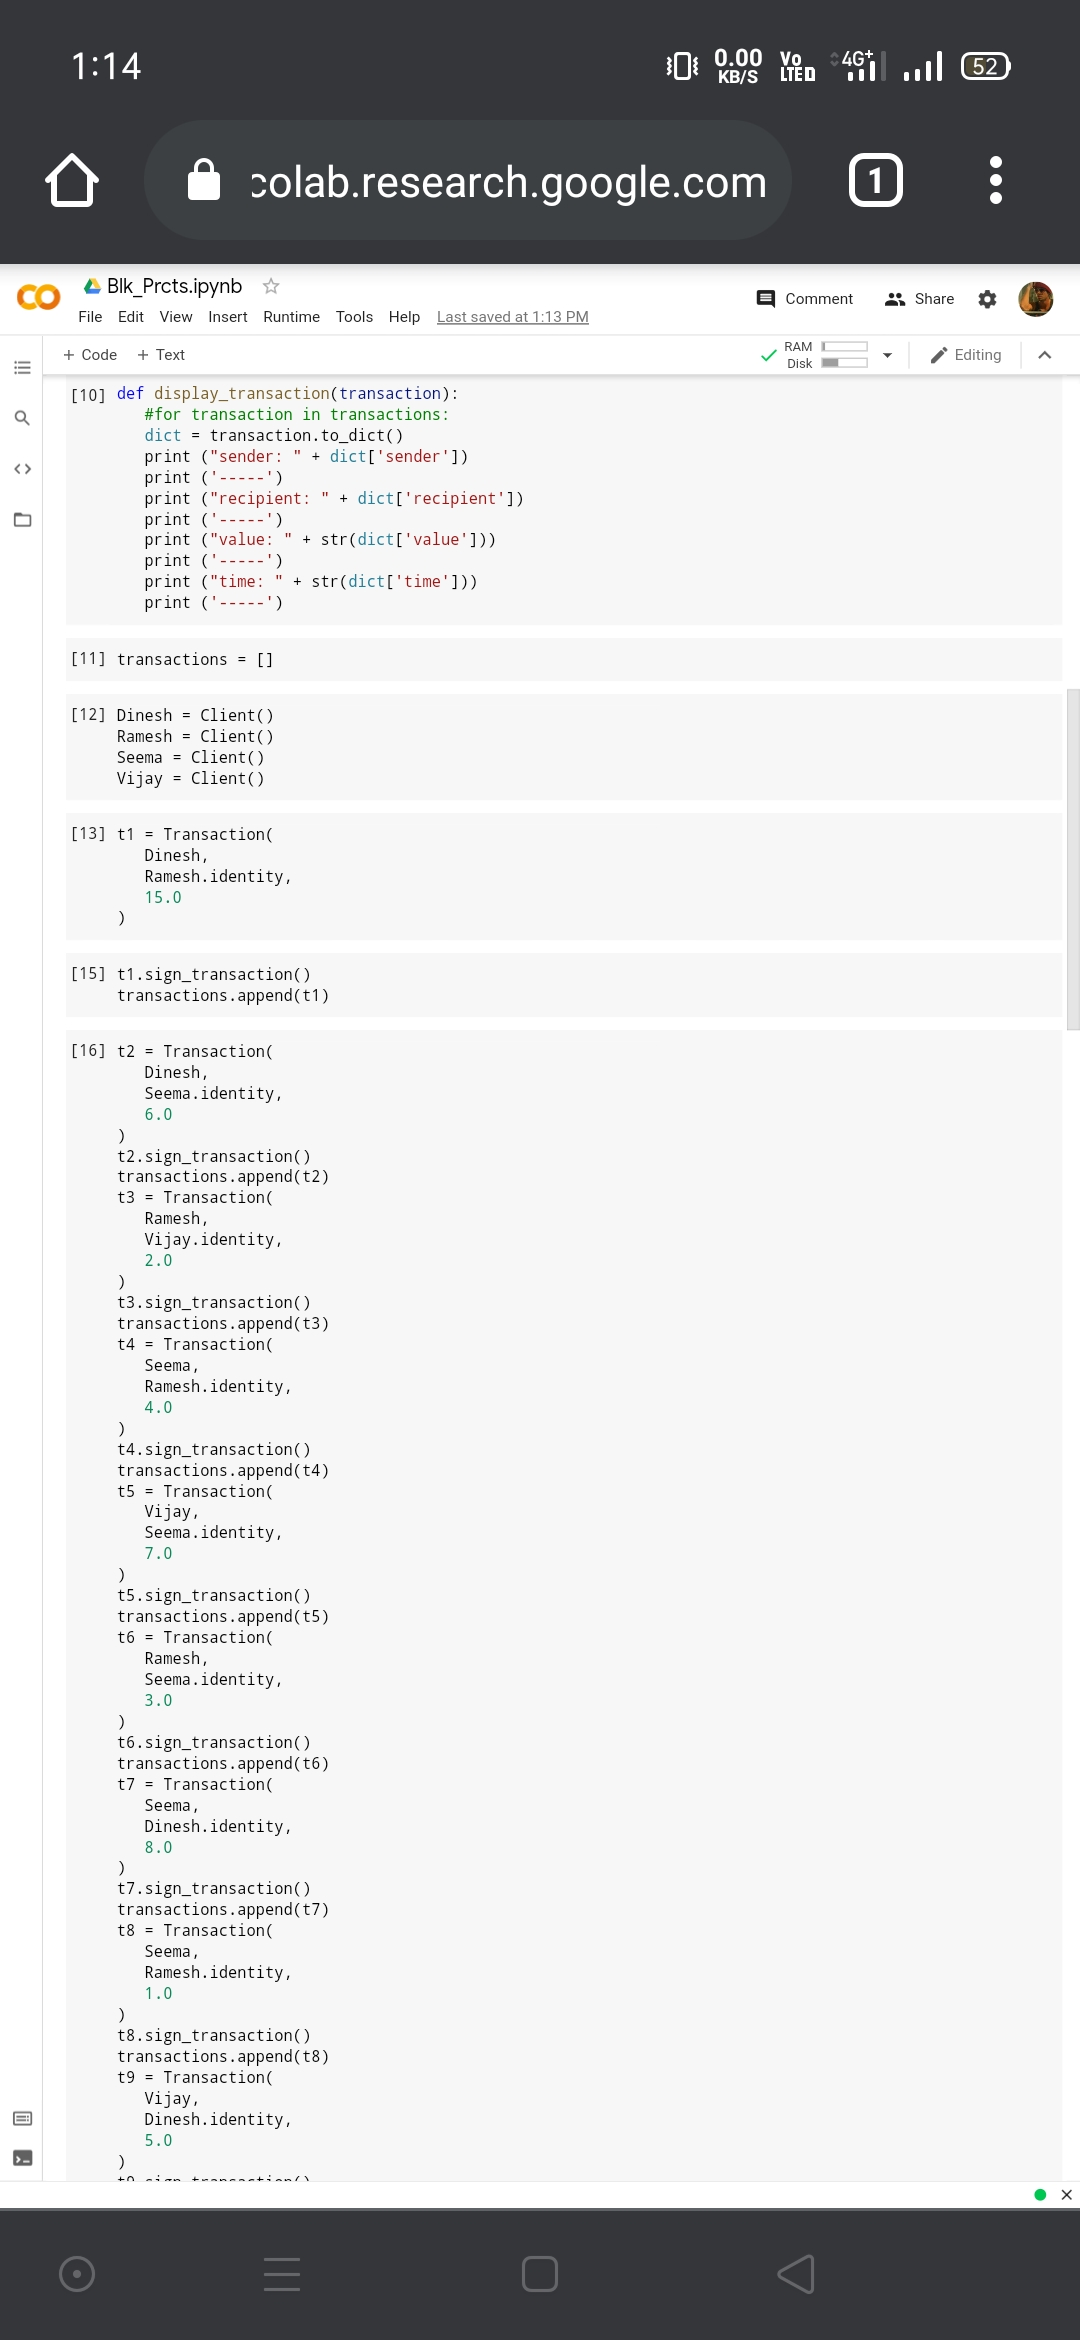 1:14
0.00 KB/S Vo LTE 4G+ 52
colab.research.google.com 1
CO Blk_Prcts.ipynb
Comment Share
File Edit View Insert Runtime Tools Help Last saved at 1:13 PM
+ Code + Text RAM Disk Editing
[10] def display_transaction(transaction):
#for transaction in transactions:
dict = transaction.to_dict()
print ("sender: " + dict['sender'])
print ('-----')
print ("recipient: " + dict['recipient'])
print ('-----')
print ("value: " + str(dict['value']))
print ('-----')
print ("time: " + str(dict['time']))
print ('-----')
[11] transactions = []
[12] Dinesh = Client()
Ramesh = Client()
Seema = Client()
Vijay = Client()
[13] t1 = Transaction(
Dinesh,
Ramesh.identity,
15.0
)
[15] t1.sign_transaction()
transactions.append(t1)
[16] t2 = Transaction(
Dinesh,
Seema.identity,
6.0
)
t2.sign_transaction()
transactions.append(t2)
t3 = Transaction(
Ramesh,
Vijay.identity,
2.0
)
t3.sign_transaction()
transactions.append(t3)
t4 = Transaction(
Seema,
Ramesh.identity,
4.0
)
t4.sign_transaction()
transactions.append(t4)
t5 = Transaction(
Vijay,
Seema.identity,
7.0
)
t5.sign_transaction()
transactions.append(t5)
t6 = Transaction(
Ramesh,
Seema.identity,
3.0
)
t6.sign_transaction()
transactions.append(t6)
t7 = Transaction(
Seema,
Dinesh.identity,
8.0
)
t7.sign_transaction()
transactions.append(t7)
t8 = Transaction(
Seema,
Ramesh.identity,
1.0
)
t8.sign_transaction()
transactions.append(t8)
t9 = Transaction(
Vijay,
Dinesh.identity,
5.0
)